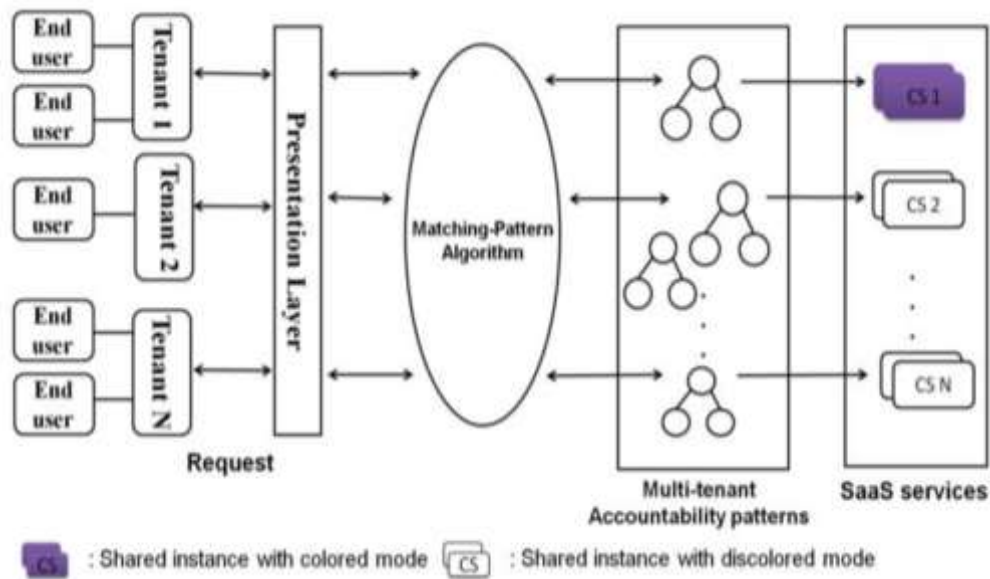 End
user
End
user
Tenant 1
End
user
Tenant 2
End
user
End
user
Tenant N
Request
Presentation Layer
Matching-Pattern
Algorithm
Multi-tenant
Accountability patterns
CS 1
CS 2
CS N
SaaS services
CS : Shared instance with colored mode
CS : Shared instance with discolored mode